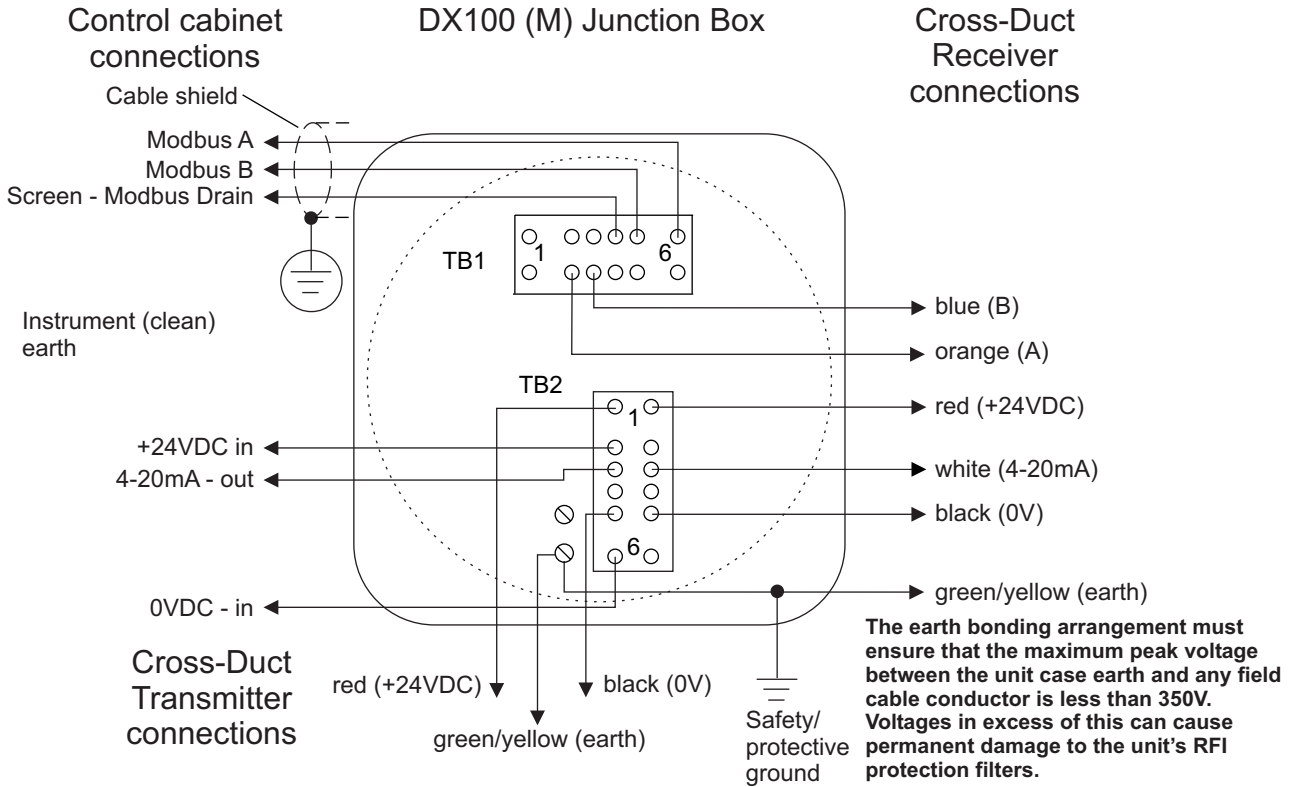 Control cabinet
connections
DX100 (M) Junction Box
Cross-Duct
Receiver
connections
Cable shield
Modbus A
Modbus B
Screen - Modbus Drain
TB1
1
6
Instrument (clean)
earth
blue (B)
orange (A)
TB2
red (+24VDC)
1
+24VDC in
4-20mA - out
white (4-20mA)
black (0V)
6
0VDC - in
green/yellow (earth)
The earth bonding arrangement must
ensure that the maximum peak voltage
between the unit case earth and any field
cable conductor is less than 350V.
Voltages in excess of this can cause
permanent damage to the unit's RFI
protection filters.
Cross-Duct
Transmitter
connections
red (+24VDC)
black (0V)
green/yellow (earth)
Safety/
protective
ground